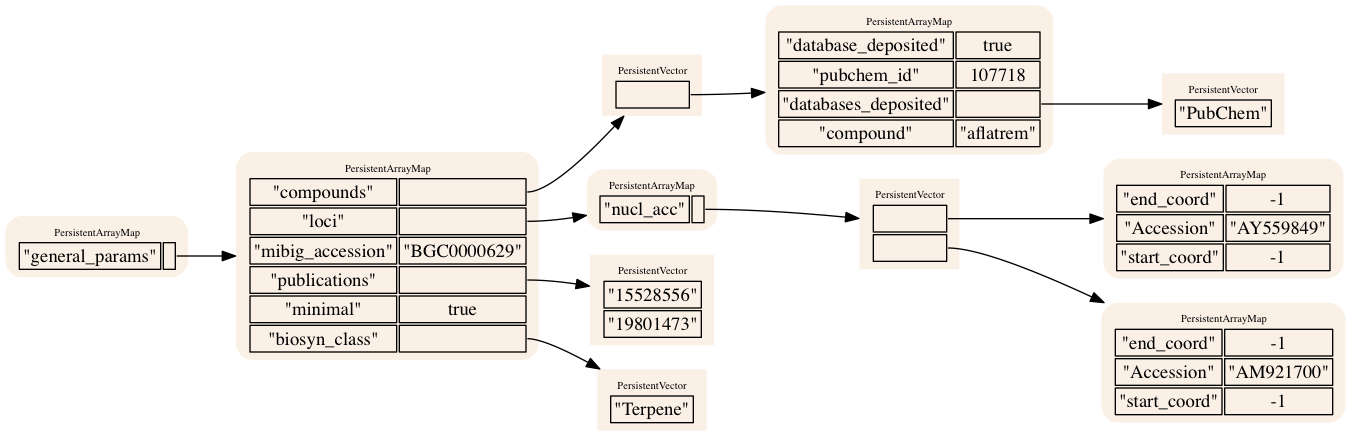 PersistentArrayMap
"general_params"
PersistentArrayMap
"compounds"
"loci"
"mibig_accession" "BGC0000629"
"publications"
"minimal" true
"biosyn_class"
PersistentVector
PersistentArrayMap
"database_deposited" true
"pubchem_id" 107718
"databases_deposited"
"compound" "aflatrem"
PersistentVector
"PubChem"
PersistentArrayMap
"nucl_acc"
PersistentVector
PersistentArrayMap
"end_coord" -1
"Accession" "AY559849"
"start_coord" -1
PersistentArrayMap
"end_coord" -1
"Accession" "AM921700"
"start_coord" -1
PersistentVector
"15528556"
"19801473"
PersistentVector
"Terpene"